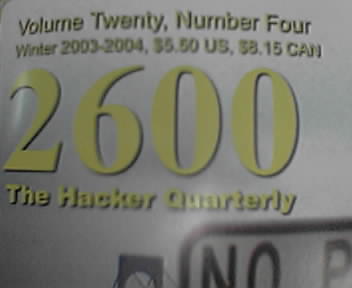 Volume Twenty, Number Four
Winter 2003-2004, $5.50 US, $8.15 CAN
2600
The Hacker Quarterly
NO P